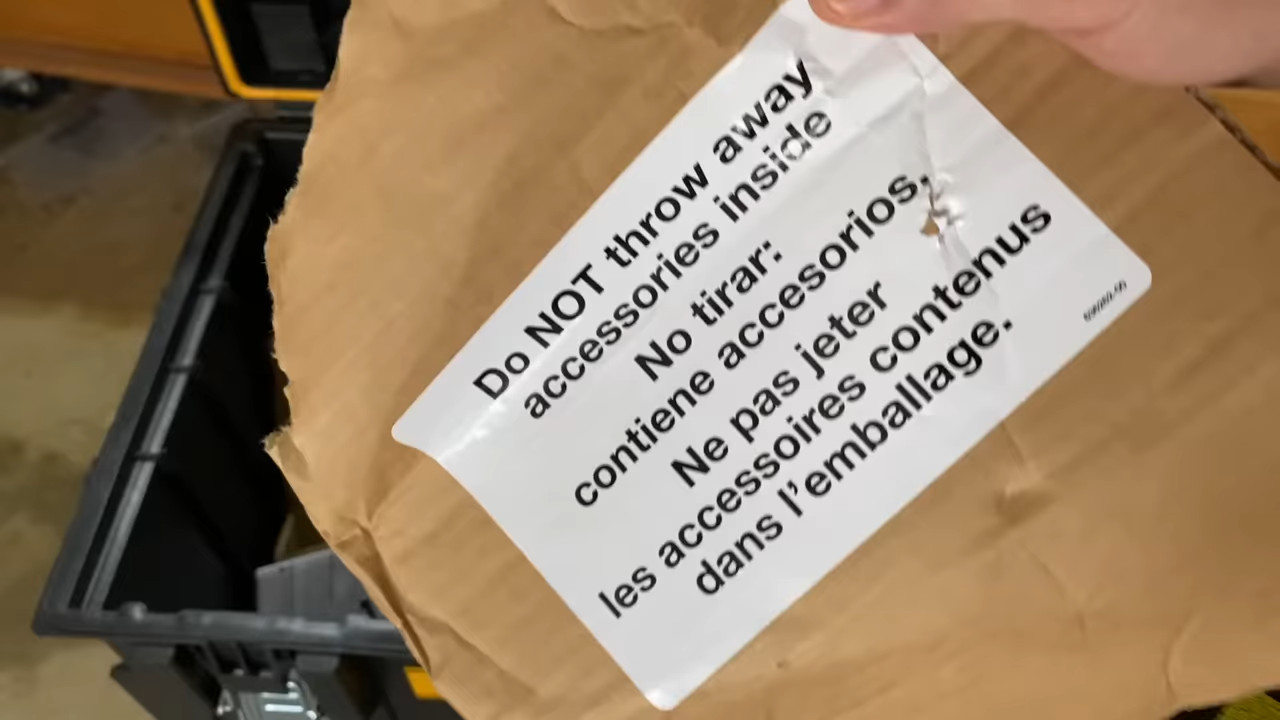 Do NOT throw away
accessories inside
No tirar:
contiene accesorios.
Ne pas jeter
les accessoires contenus
dans l'emballage.